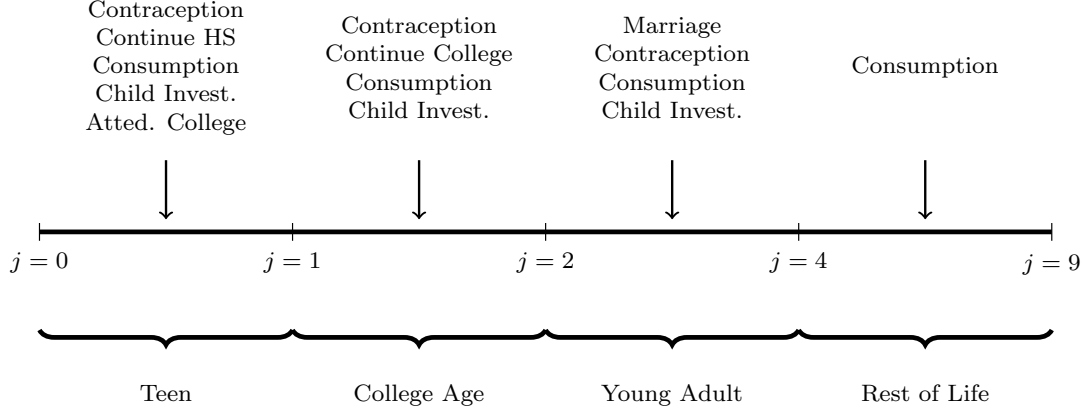 Contraception
Continue HS
Consumption
Child Invest.
Atted. College
Contraception
Continue College
Consumption
Child Invest.
Marriage
Contraception
Consumption
Child Invest.
Consumption
j = 0
j = 1
j = 2
j = 4
j = 9
Teen
College Age
Young Adult
Rest of Life